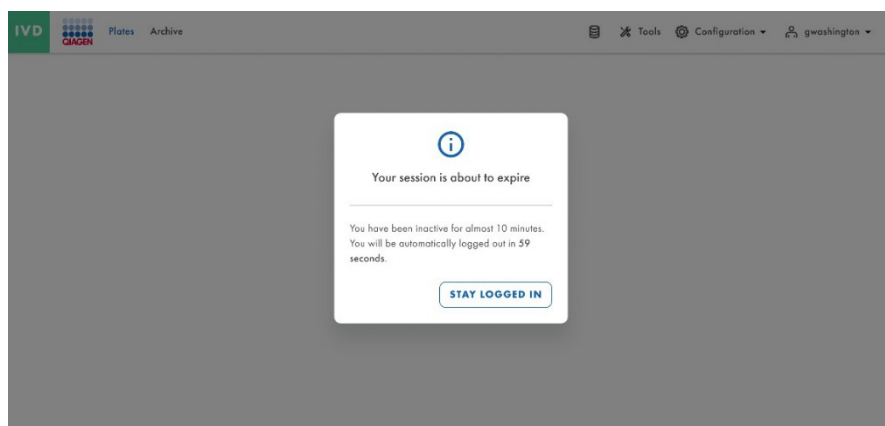 IVD
QIAGEN
Plates Archive
Tools Configuration gwashington
Your session is about to expire
You have been inactive for almost 10 minutes.
You will be automatically logged out in 59
seconds.
STAY LOGGED IN